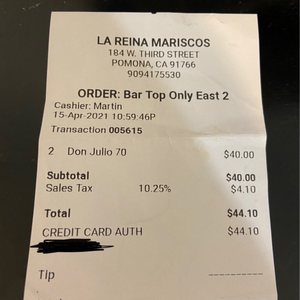 LA REINA MARISCOS
184 W. THIRD STREET
POMONA, CA 91766
9094175530
ORDER: Bar Top Only East 2
Cashier: Martin
15-Apr-2021 10:59:46P
Transaction 005615
2 Don Julio 70 $40.00
Subtotal $40.00
Sales Tax 10.25% $4.10
Total $44.10
CREDIT CARD AUTH $44.10
Tip